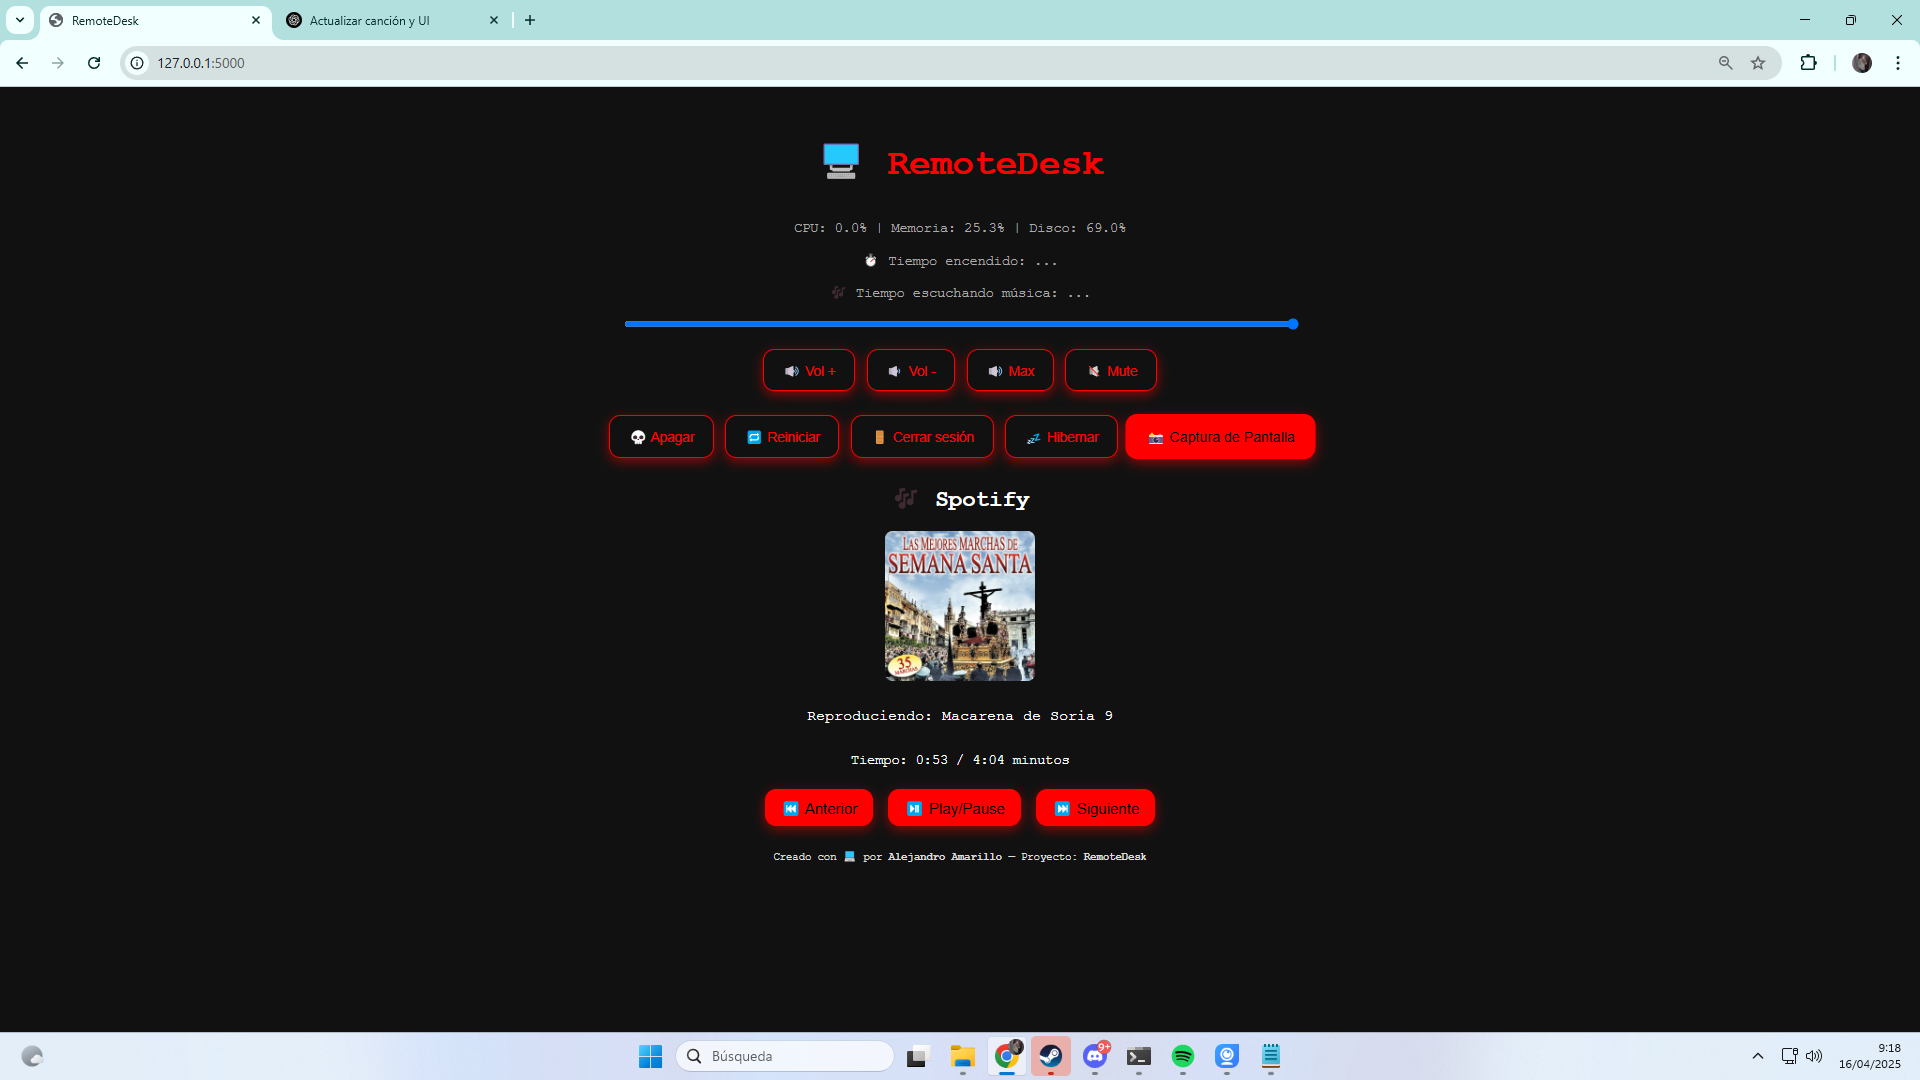 RemoteDesk
Actualizar canción y UI
127.0.0.1:5000
RemoteDesk
CPU: 0.0% | Memoria: 25.3% | Disco: 69.0%
Tiempo encendido: ...
Tiempo escuchando música: ...
Vol + Vol - Max Mute
Apagar Reiniciar Cerrar sesión Hibernar Captura de Pantalla
Spotify
LAS MEJORES MARCHAS DE
SEMANA SANTA
35
MARCHAS
Reproduciendo: Macarena de Soria 9
Tiempo: 0:53 / 4:04 minutos
Anterior Play/Pause Siguiente
Creado con por Alejandro Amarillo — Proyecto: RemoteDesk
Búsqueda
9+
9:18
16/04/2025